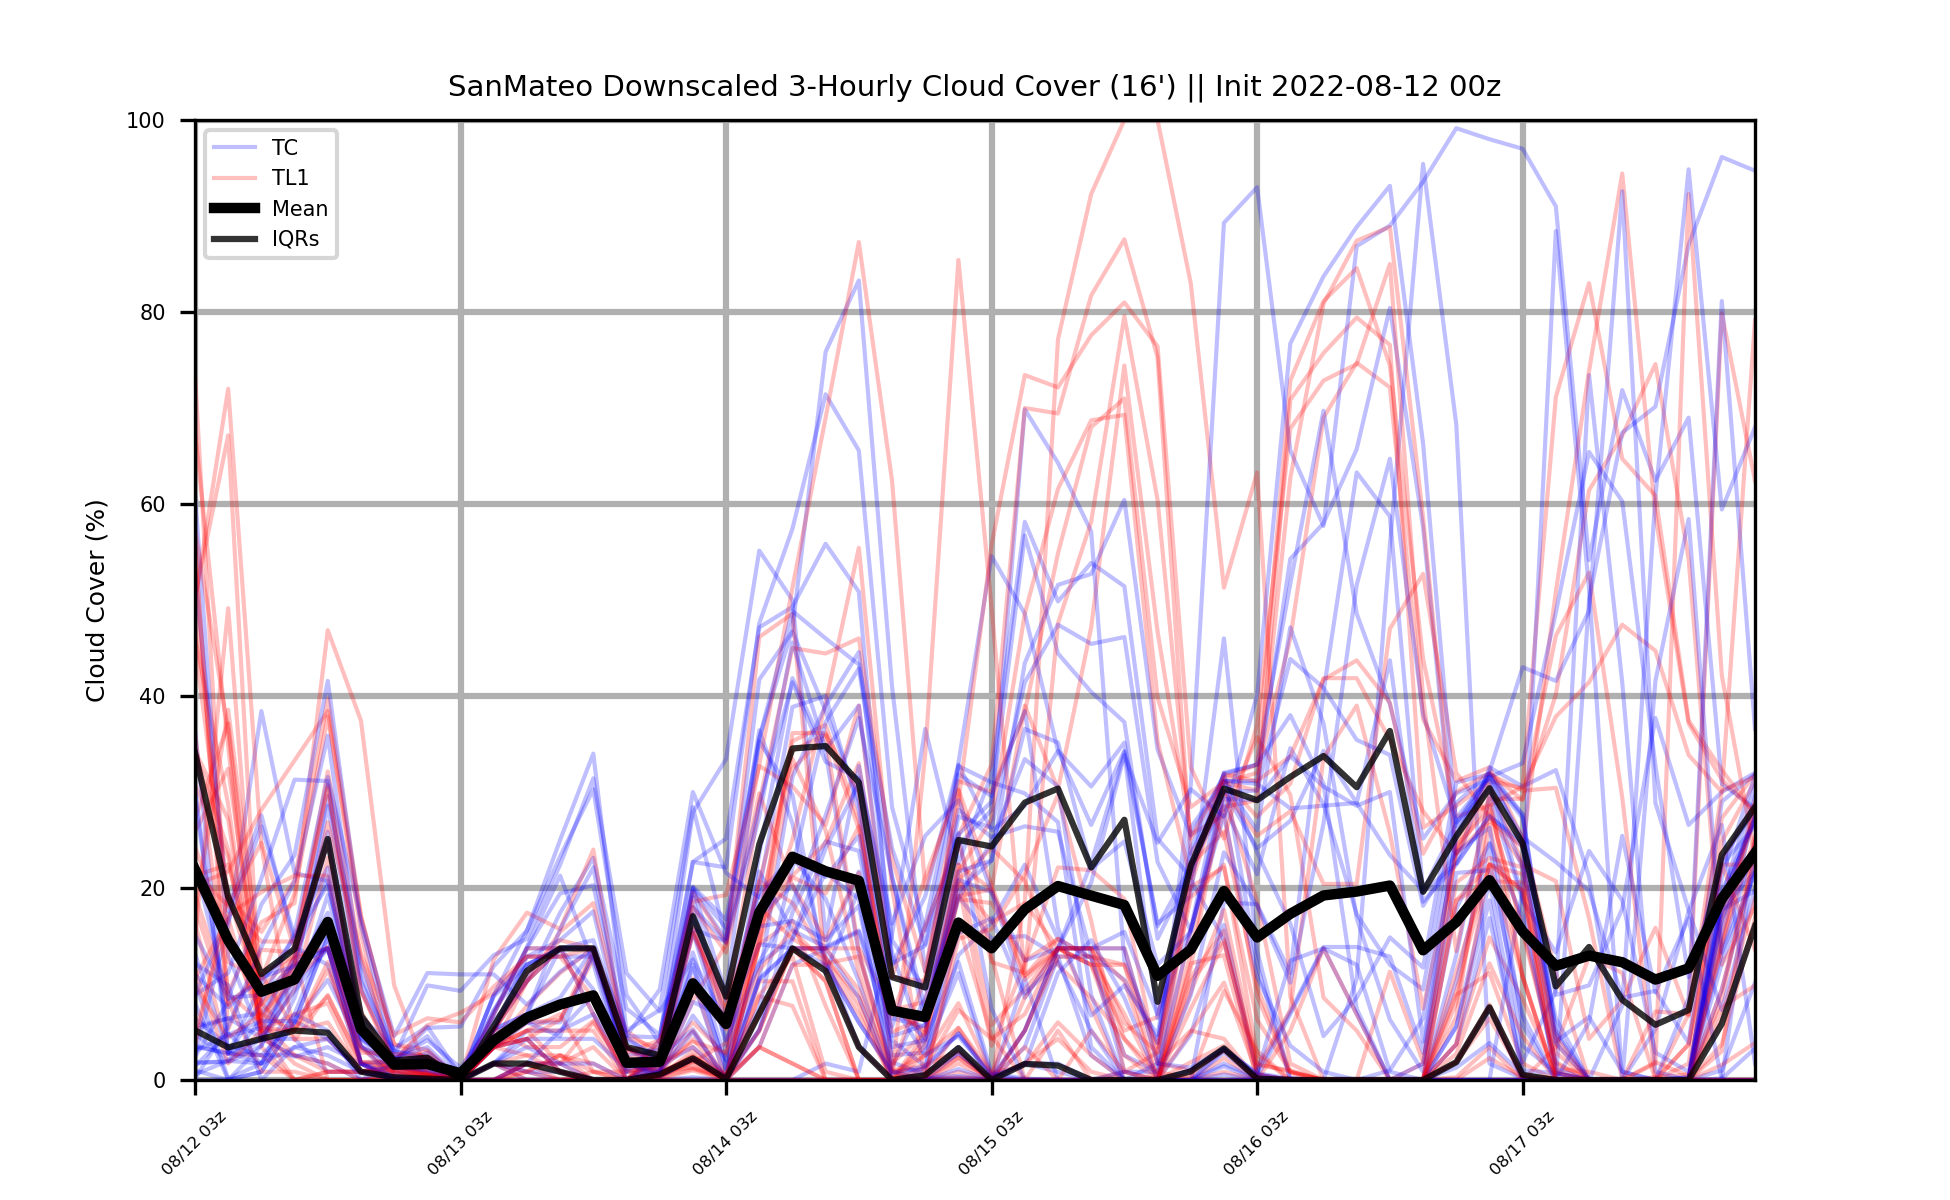 SanMateo Downscaled 3-Hourly Cloud Cover (16') || Init 2022-08-12 00z
100
80
60
40
20
0
Cloud Cover (%)
TC
TL1
Mean
IQRs
08/12 03z
08/13 03z
08/14 03z
08/15 03z
08/16 03z
08/17 03z